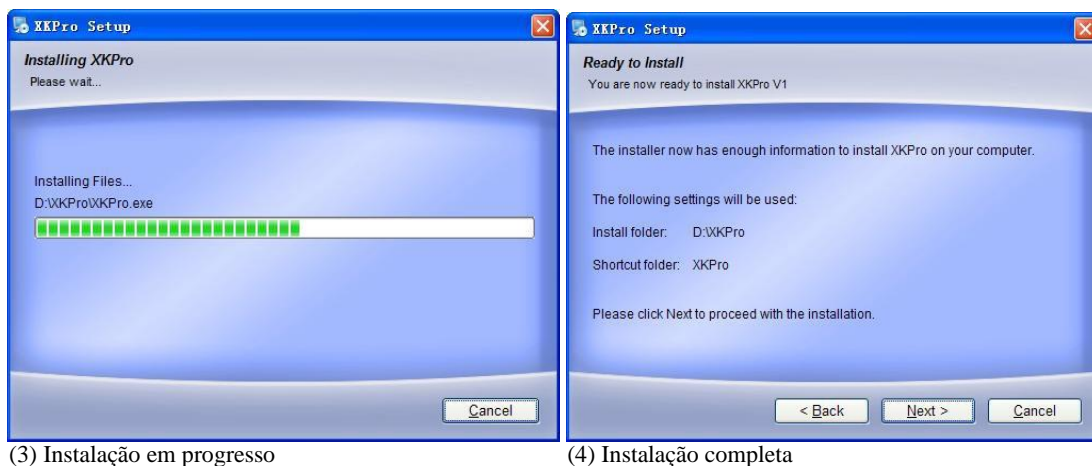 XKPro Setup
Installing XKPro
Please wait...
Installing Files...
D:\XKPro\XKPro.exe
Cancel
(3) Instalação em progresso
XKPro Setup
Ready to Install
You are now ready to install XKPro V1
The installer now has enough information to install XKPro on your computer.
The following settings will be used:
Install folder: D:\XKPro
Shortcut folder: XKPro
Please click Next to proceed with the installation.
< Back Next > Cancel
(4) Instalação completa